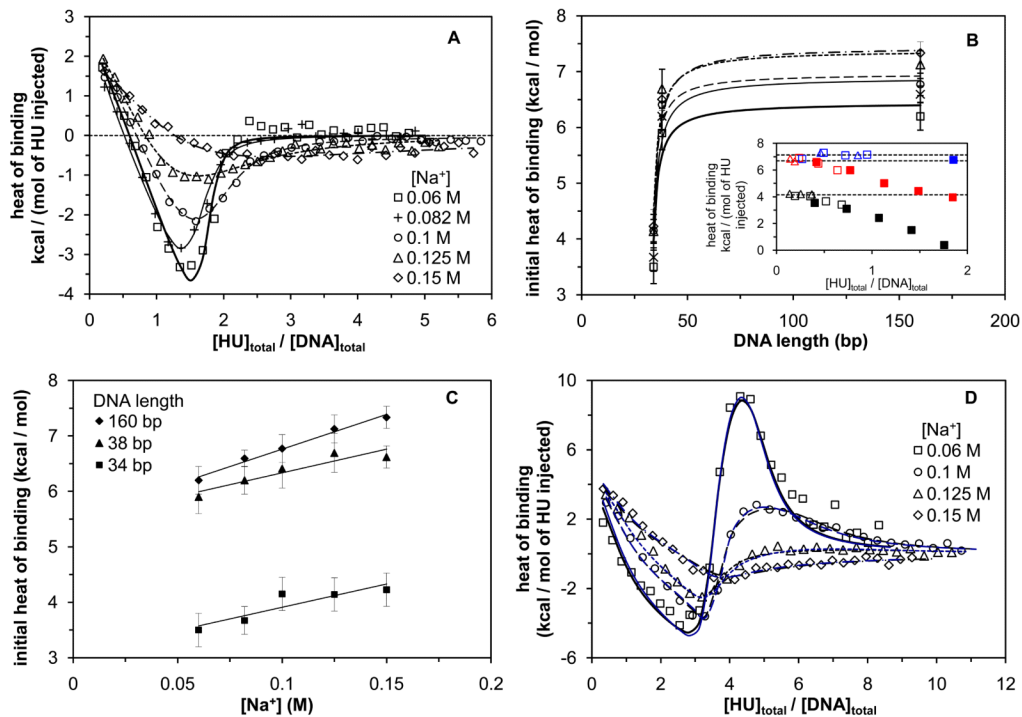 A
heat of binding
kcal / (mol of HU injected)
3
2
1
0
-1
-2
-3
-4
0
1
2
3
4
5
6
[HU]total / [DNA]total
[Na+]
0.06 M
0.082 M
0.1 M
0.125 M
0.15 M
B
initial heat of binding (kcal / mol)
8
7
6
5
4
3
0
50
100
150
200
DNA length (bp)
heat of binding
kcal / (mol of HU
injected)
8
6
4
2
0
0
1
2
[HU]total / [DNA]total
C
initial heat of binding (kcal / mol)
8
7
6
5
4
3
0
0.05
0.1
0.15
0.2
[Na+] (M)
DNA length
160 bp
38 bp
34 bp
D
heat of binding
(kcal / mol of HU injected)
10
6
2
-2
-6
0
2
4
6
8
10
12
[HU]total / [DNA]total
[Na+]
0.06 M
0.1 M
0.125 M
0.15 M